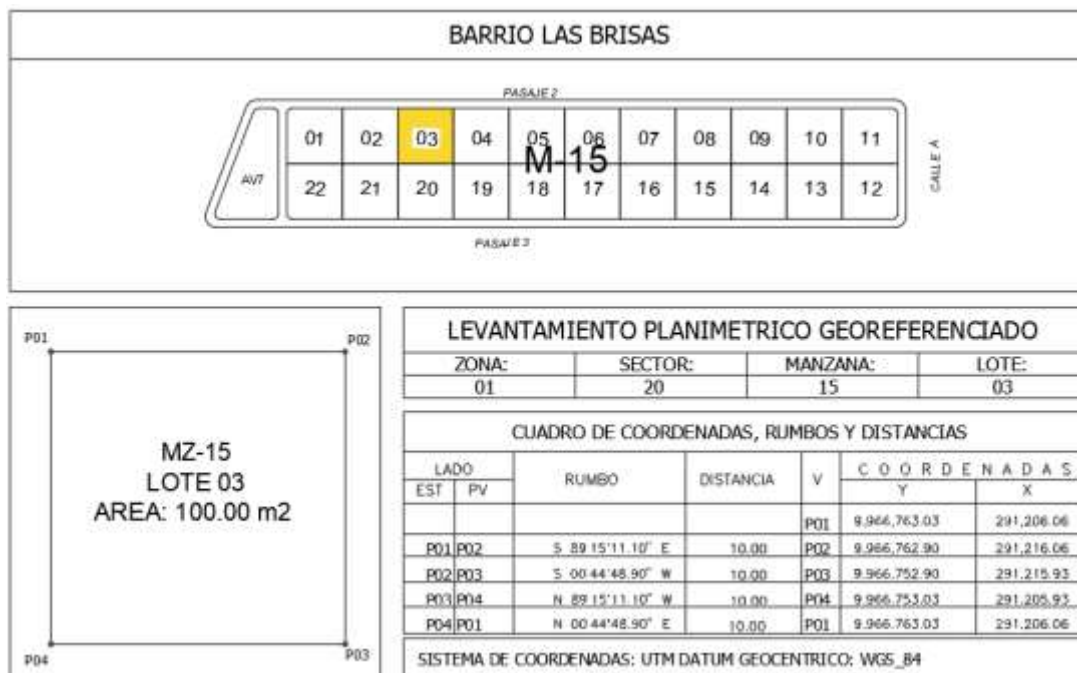 BARRIO LAS BRISAS
PASAJE 2
01 02 03 04 05 06 07 08 09 10 11
M-15
AV7
CALLE A
22 21 20 19 18 17 16 15 14 13 12
PASAJE 3
P01 P02
MZ-15
LOTE 03
AREA: 100.00 m2
P04 P03
LEVANTAMIENTO PLANIMETRICO GEOREFERENCIADO
ZONA: SECTOR: MANZANA: LOTE:
01 20 15 03
CUADRO DE COORDENADAS, RUMBOS Y DISTANCIAS
LADO RUMBO DISTANCIA V COORDENADAS
EST PV Y X
P01 9.966,763.03 291,206.06
P01 P02 S 89 15'11.10" E 10.00 P02 9.966,762.90 291,216.06
P02 P03 S 00 44'48.90" W 10.00 P03 9.966.752.90 291.215.93
P03 P04 N 89 15'11.10" W 10.00 P04 9.966.753.03 291.205.93
P04 P01 N 00 44'48.90" E 10.00 P01 9.966.763.03 291.206.06
SISTEMA DE COORDENADAS: UTM DATUM GEOCENTRICO: WGS_84